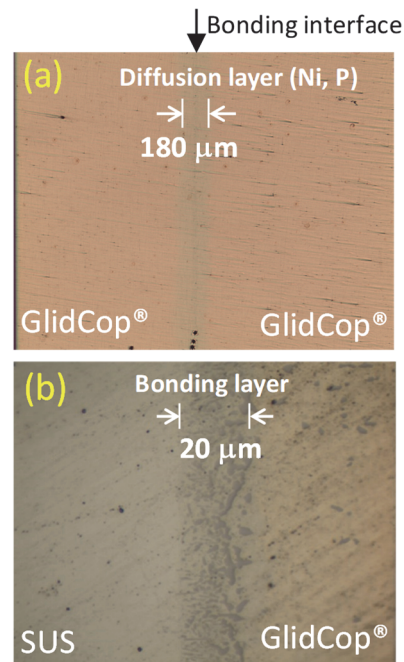 Bonding interface
(a)
Diffusion layer (Ni, P)
180 μm
GlidCop® GlidCop®
(b)
Bonding layer
20 μm
SUS GlidCop®